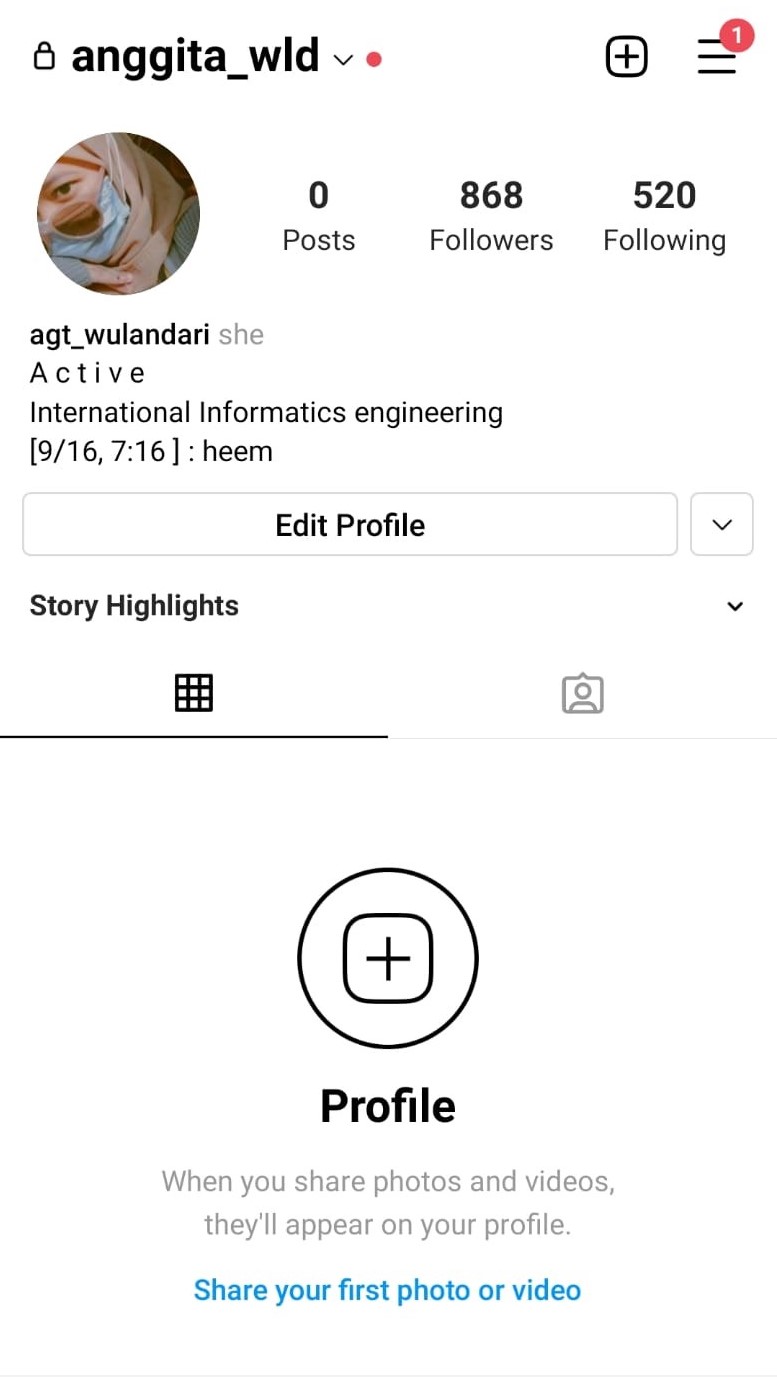 anggita_wld
1
0
868
520
Posts
Followers
Following
agt_wulandari she
A c t i v e
International Informatics engineering
[9/16, 7:16 ] : heem
Edit Profile
Story Highlights
Profile
When you share photos and videos,
they'll appear on your profile.
Share your first photo or video